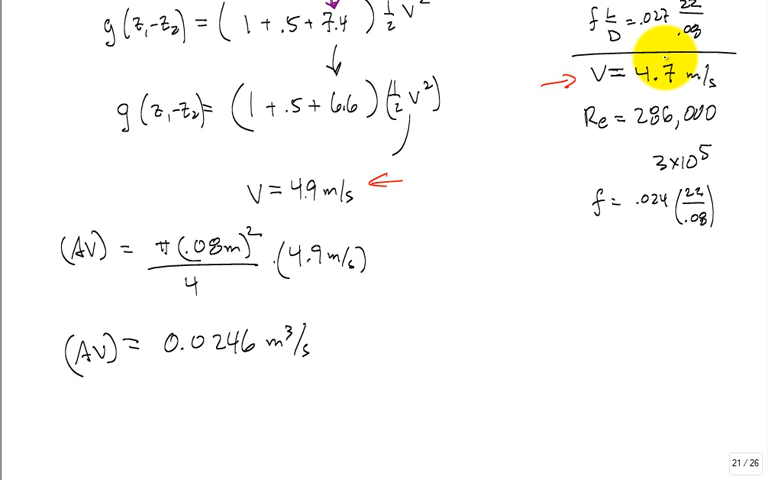 g(z₁-z₂) = (1 + .5 + 7.4) ½ V²
g(z₁-z₂) = (1 + .5 + 6.6)(½ V²)
V = 4.9 m/s
(AV) = π(.08m)²/4 · (4.9 m/s)
(AV) = 0.0246 m³/s
f L/D = .027 22/.08
V = 4.7 m/s
Re = 286,000
3×10⁵
f = .024 (22/.08)
21 / 26